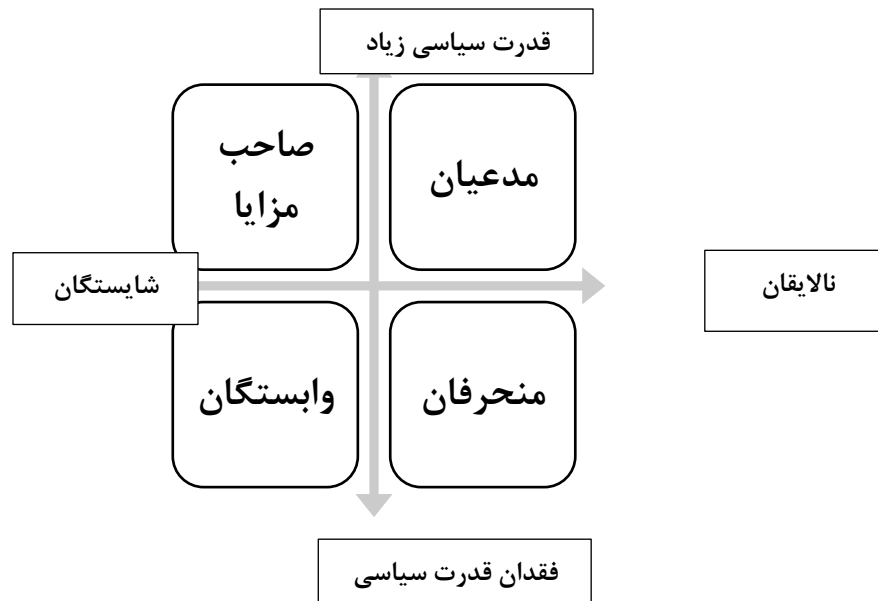 قدرت سیاسی زیاد
صاحب
مزایا
مدعیان
شایستگان
نالایقان
وابستگان
منحرفان
فقدان قدرت سیاسی